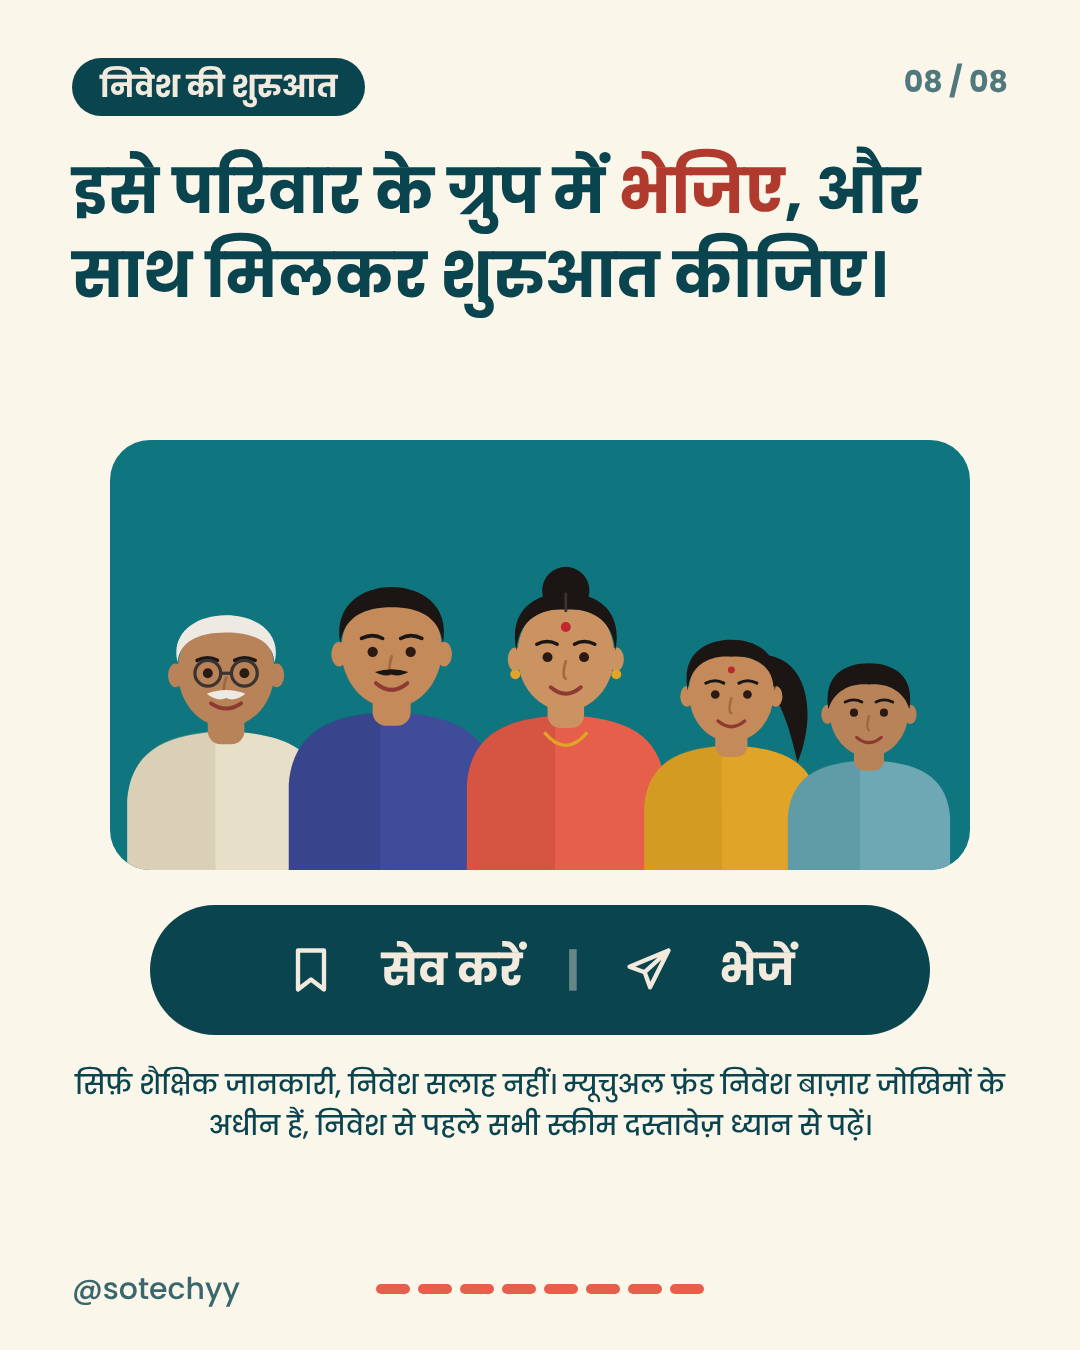 निवेश की शुरुआत
08 / 08
इसे परिवार के ग्रुप में भेजिए, और
साथ मिलकर शुरुआत कीजिए।
सेव करें | भेजें
सिर्फ़ शैक्षिक जानकारी, निवेश सलाह नहीं। म्यूचुअल फ़ंड निवेश बाज़ार जोखिमों के
अधीन हैं, निवेश से पहले सभी स्कीम दस्तावेज़ ध्यान से पढ़ें।
@sotechyy